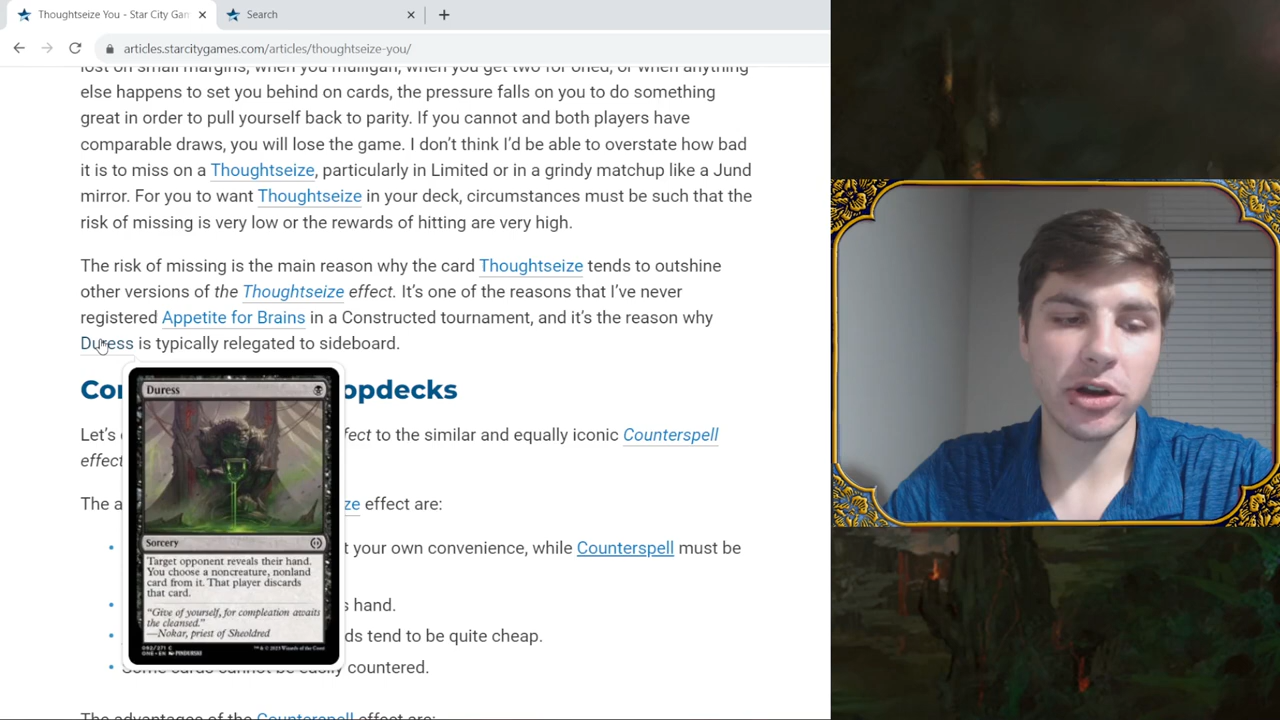 Thoughtseize You - Star City Gam
Search
articles.starcitygames.com/articles/thoughtseize-you/
lost on small margins, when you mulligan, when you get two for oned, or when anything
else happens to set you behind on cards, the pressure falls on you to do something
great in order to pull yourself back to parity. If you cannot and both players have
comparable draws, you will lose the game. I don't think I'd be able to overstate how bad
it is to miss on a Thoughtseize, particularly in Limited or in a grindy matchup like a Jund
mirror. For you to want Thoughtseize in your deck, circumstances must be such that the
risk of missing is very low or the rewards of hitting are very high.
The risk of missing is the main reason why the card Thoughtseize tends to outshine
other versions of the Thoughtseize effect. It's one of the reasons that I've never
registered Appetite for Brains in a Constructed tournament, and it's the reason why
Duress is typically relegated to sideboard.
Co opdecks
Let's fect to the similar and equally iconic Counterspell
effect
The a ze effect are:
t your own convenience, while Counterspell must be
s hand.
ds tend to be quite cheap.
Some cards cannot be easily countered.
The advantages of the Counterspell effect are:
Duress
Sorcery
Target opponent reveals their hand.
You choose a noncreature, nonland
card from it. That player discards
that card.
"Give of yourself, for compleation awaits
the cleansed."
—Nokar, priest of Sheoldred